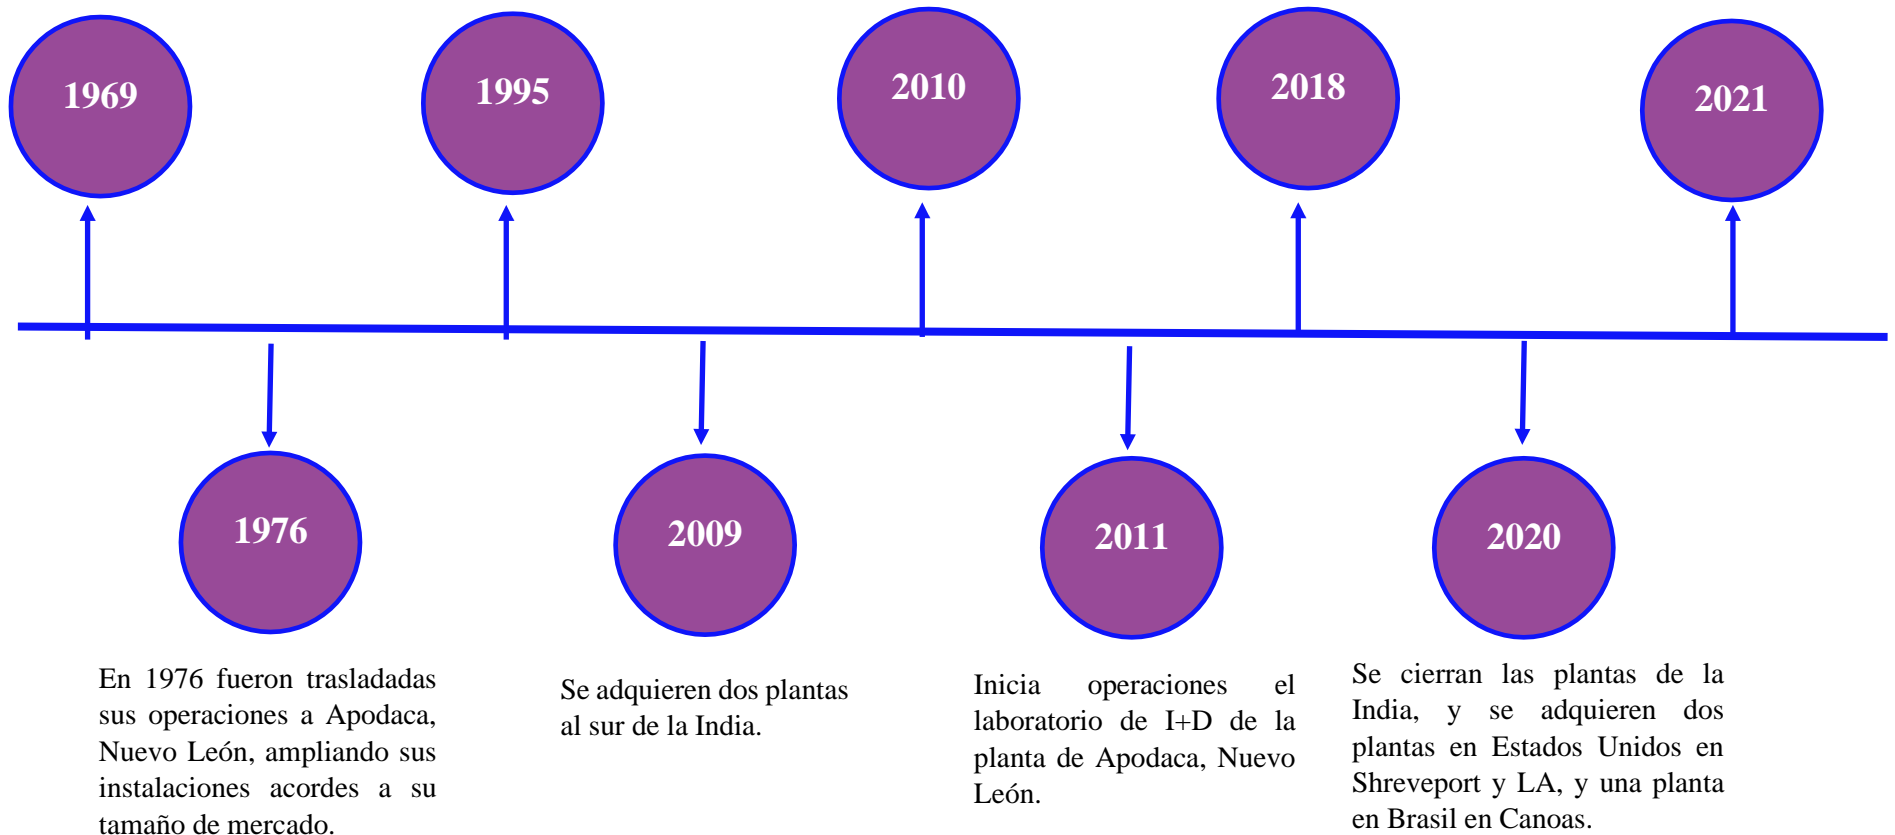 1969
1995
2010
2018
2021
1976
2009
2011
2020
En 1976 fueron trasladadas
sus operaciones a Apodaca,
Nuevo León, ampliando sus
instalaciones acordes a su
tamaño de mercado.
Se adquieren dos plantas
al sur de la India.
Inicia operaciones el
laboratorio de I+D de la
planta de Apodaca, Nuevo
León.
Se cierran las plantas de la
India, y se adquieren dos
plantas en Estados Unidos en
Shreveport y LA, y una planta
en Brasil en Canoas.